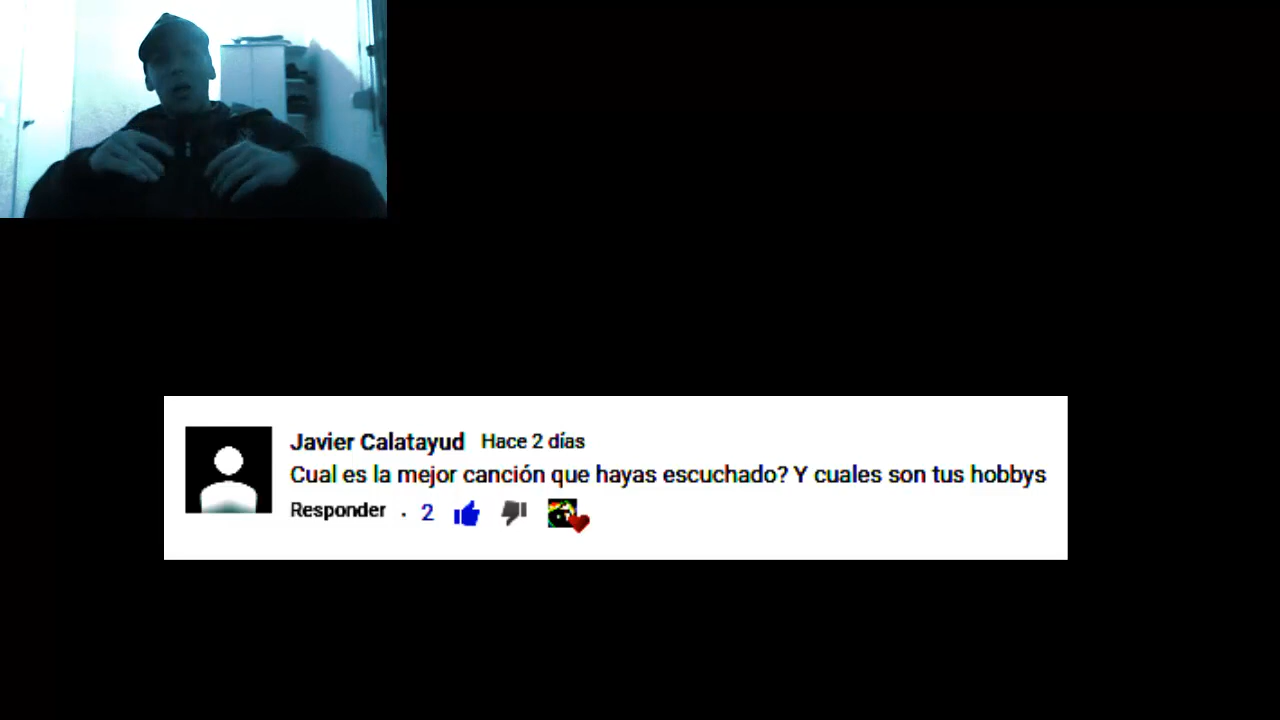 Javier Calatayud Hace 2 días
Cual es la mejor canción que hayas escuchado? Y cuales son tus hobbys
Responder . 2